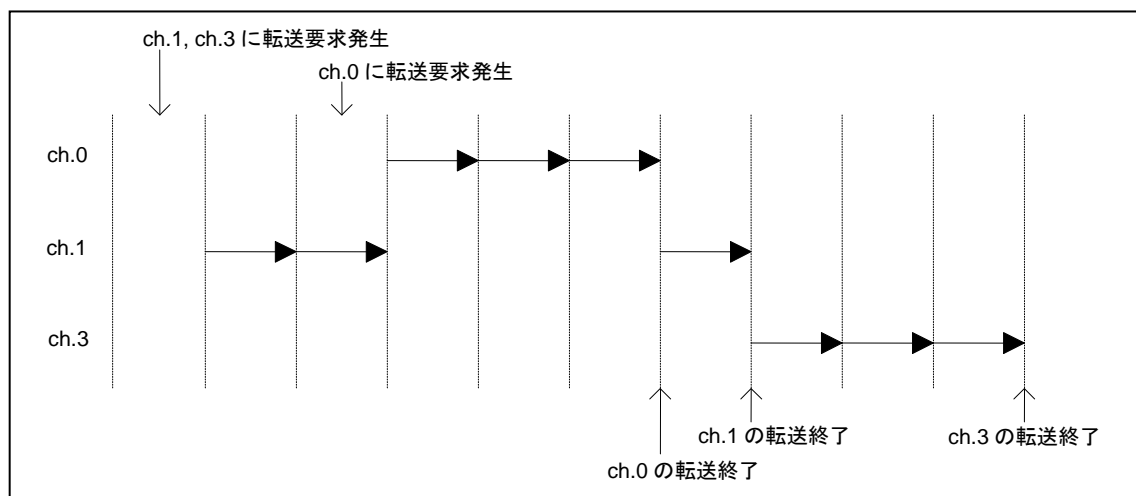 ch.1, ch.3 に転送要求発生
ch.0 に転送要求発生
ch.0
ch.1
ch.3
ch.1 の転送終了
ch.3 の転送終了
ch.0 の転送終了